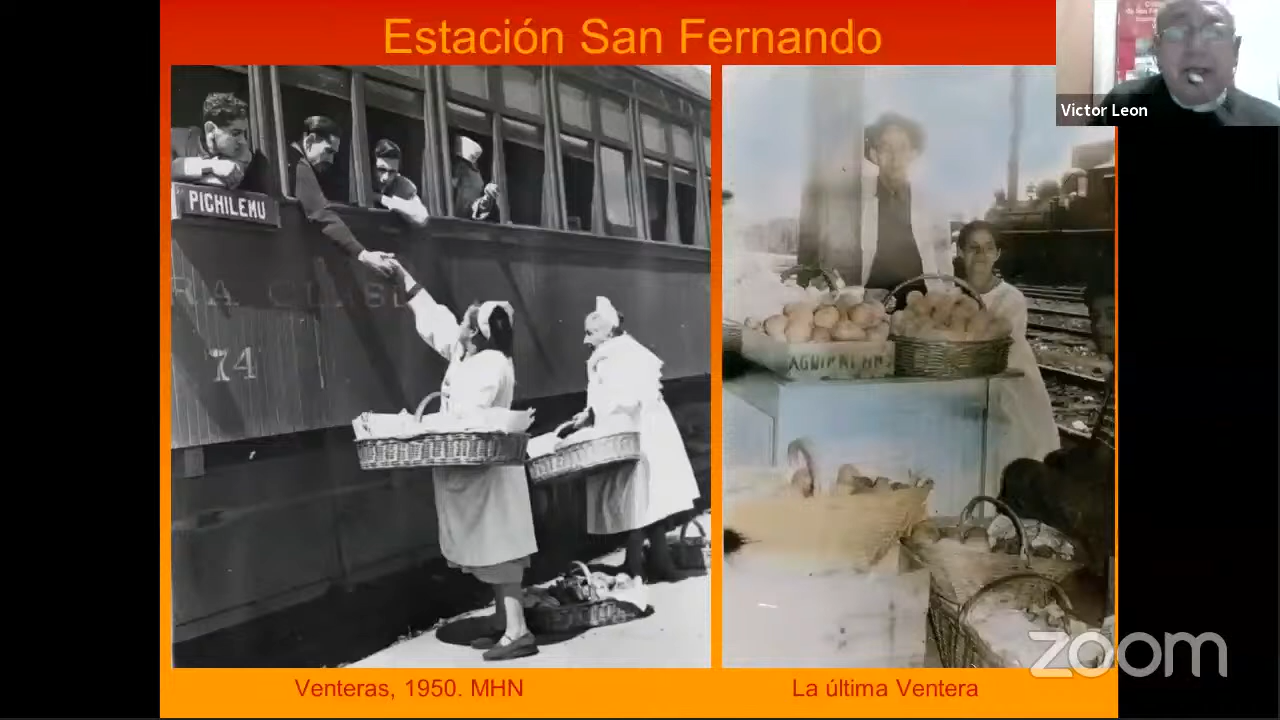 Estación San Fernando
Victor Leon
PICHILEMU
74
Venteras, 1950. MHN
La última Ventera
zoom